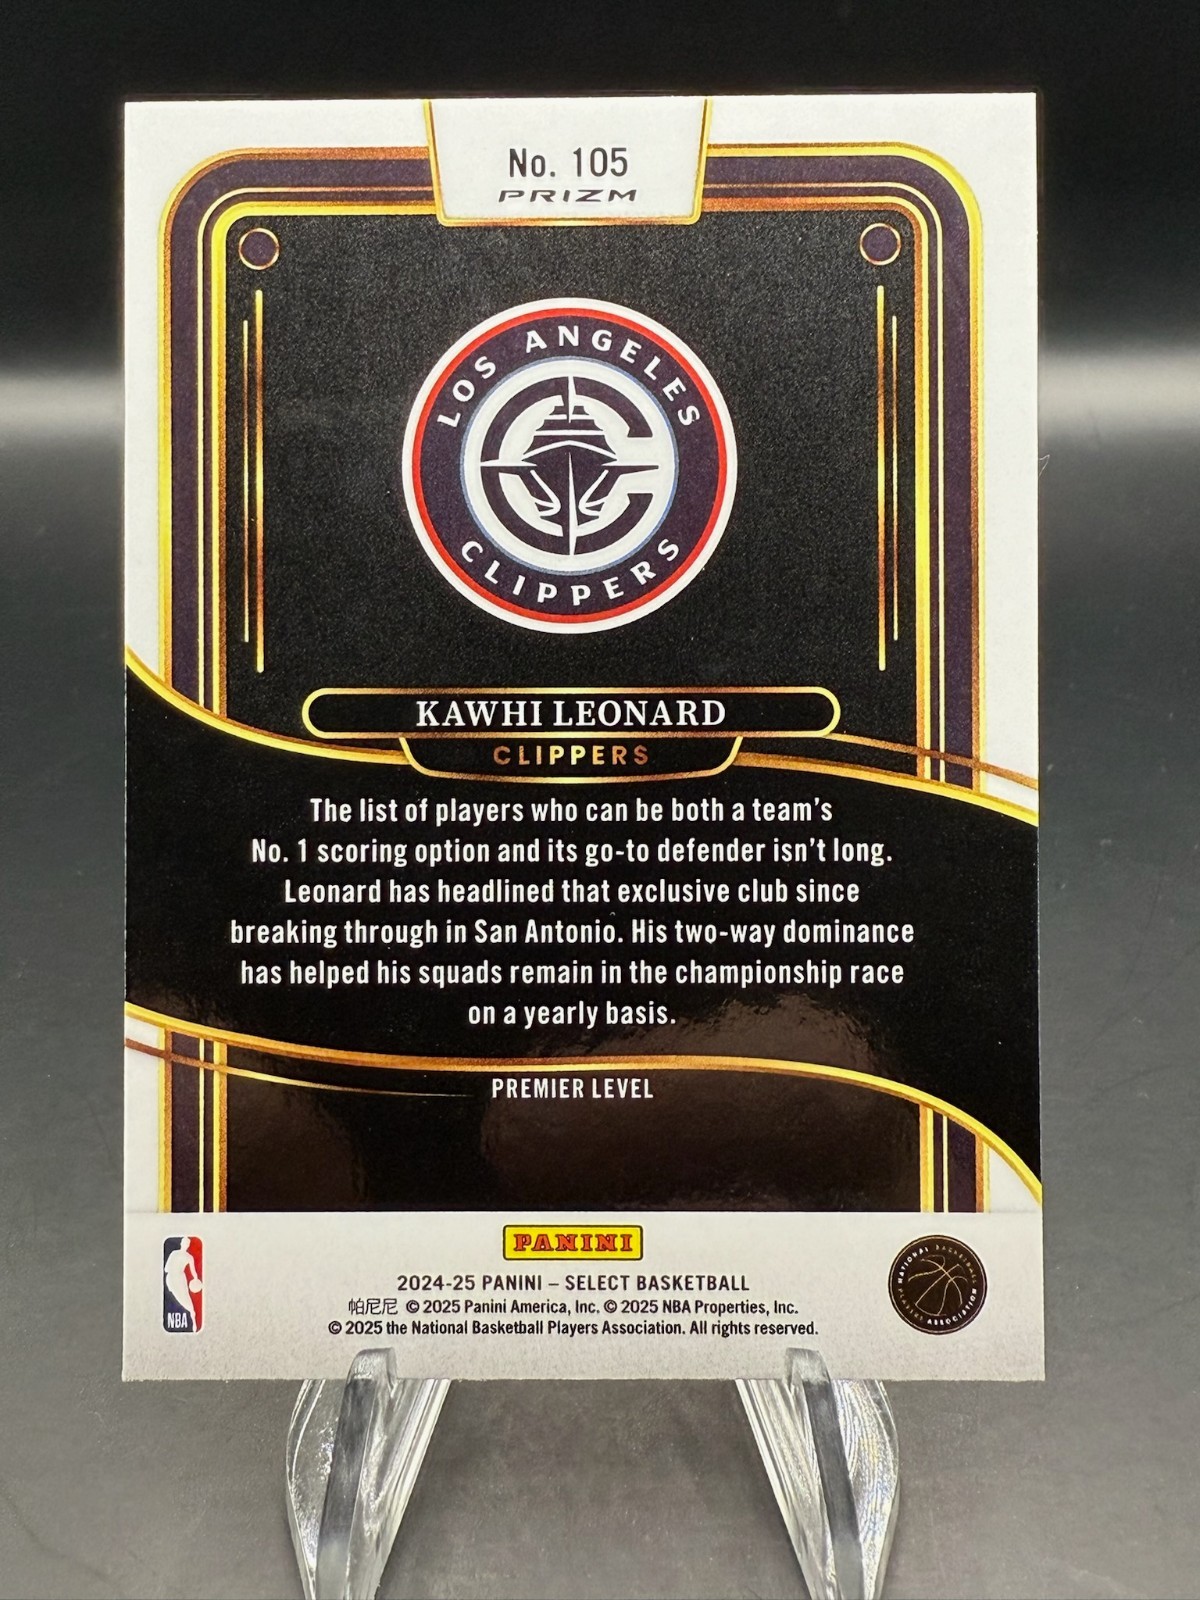 No. 105
PRIZM
LOS ANGELES
CLIPPERS
KAWHI LEONARD
CLIPPERS
The list of players who can be both a team's
No. 1 scoring option and its go-to defender isn't long.
Leonard has headlined that exclusive club since
breaking through in San Antonio. His two-way dominance
has helped his squads remain in the championship race
on a yearly basis.
PREMIER LEVEL
PANINI
NBA
NATIONAL BASKETBALL
PLAYERS ASSOCIATION
2024-25 PANINI – SELECT BASKETBALL
帕尼尼 © 2025 Panini America, Inc. © 2025 NBA Properties, Inc.
© 2025 the National Basketball Players Association. All rights reserved.